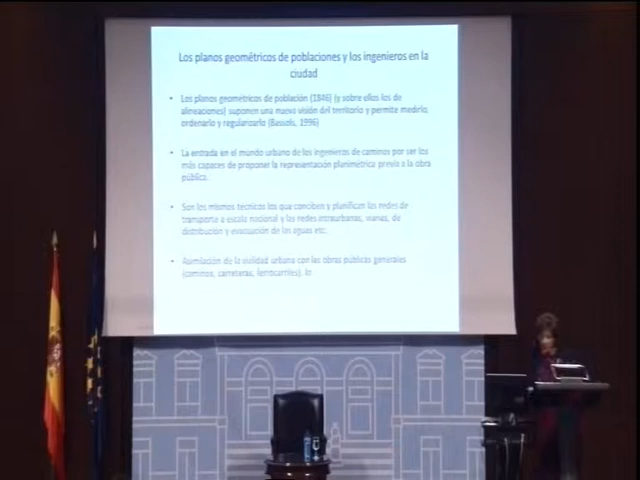 Los planos geométricos de poblaciones y los ingenieros en la
ciudad
• Los planos geométricos de población (1846) (y sobre ellos los de
alineaciones) suponen una nueva visión del territorio y permite medirlo,
ordenarlo y regularizarlo (Bassols, 1996)
• La entrada en el mundo urbano de los ingenieros de caminos por ser los
más capaces de proponer la representación planimétrica previa a la obra
pública.
• Son los mismos tecnicos los que conciben y planifican las redes de
transporte a escala nacional y las redes intraurbanas, viarias, de
distribución y evacuación de las aguas etc.
• Asimilación de la vialidad urbana con las obras públicas generales
(caminos, carreteras, ferrocarriles). lo